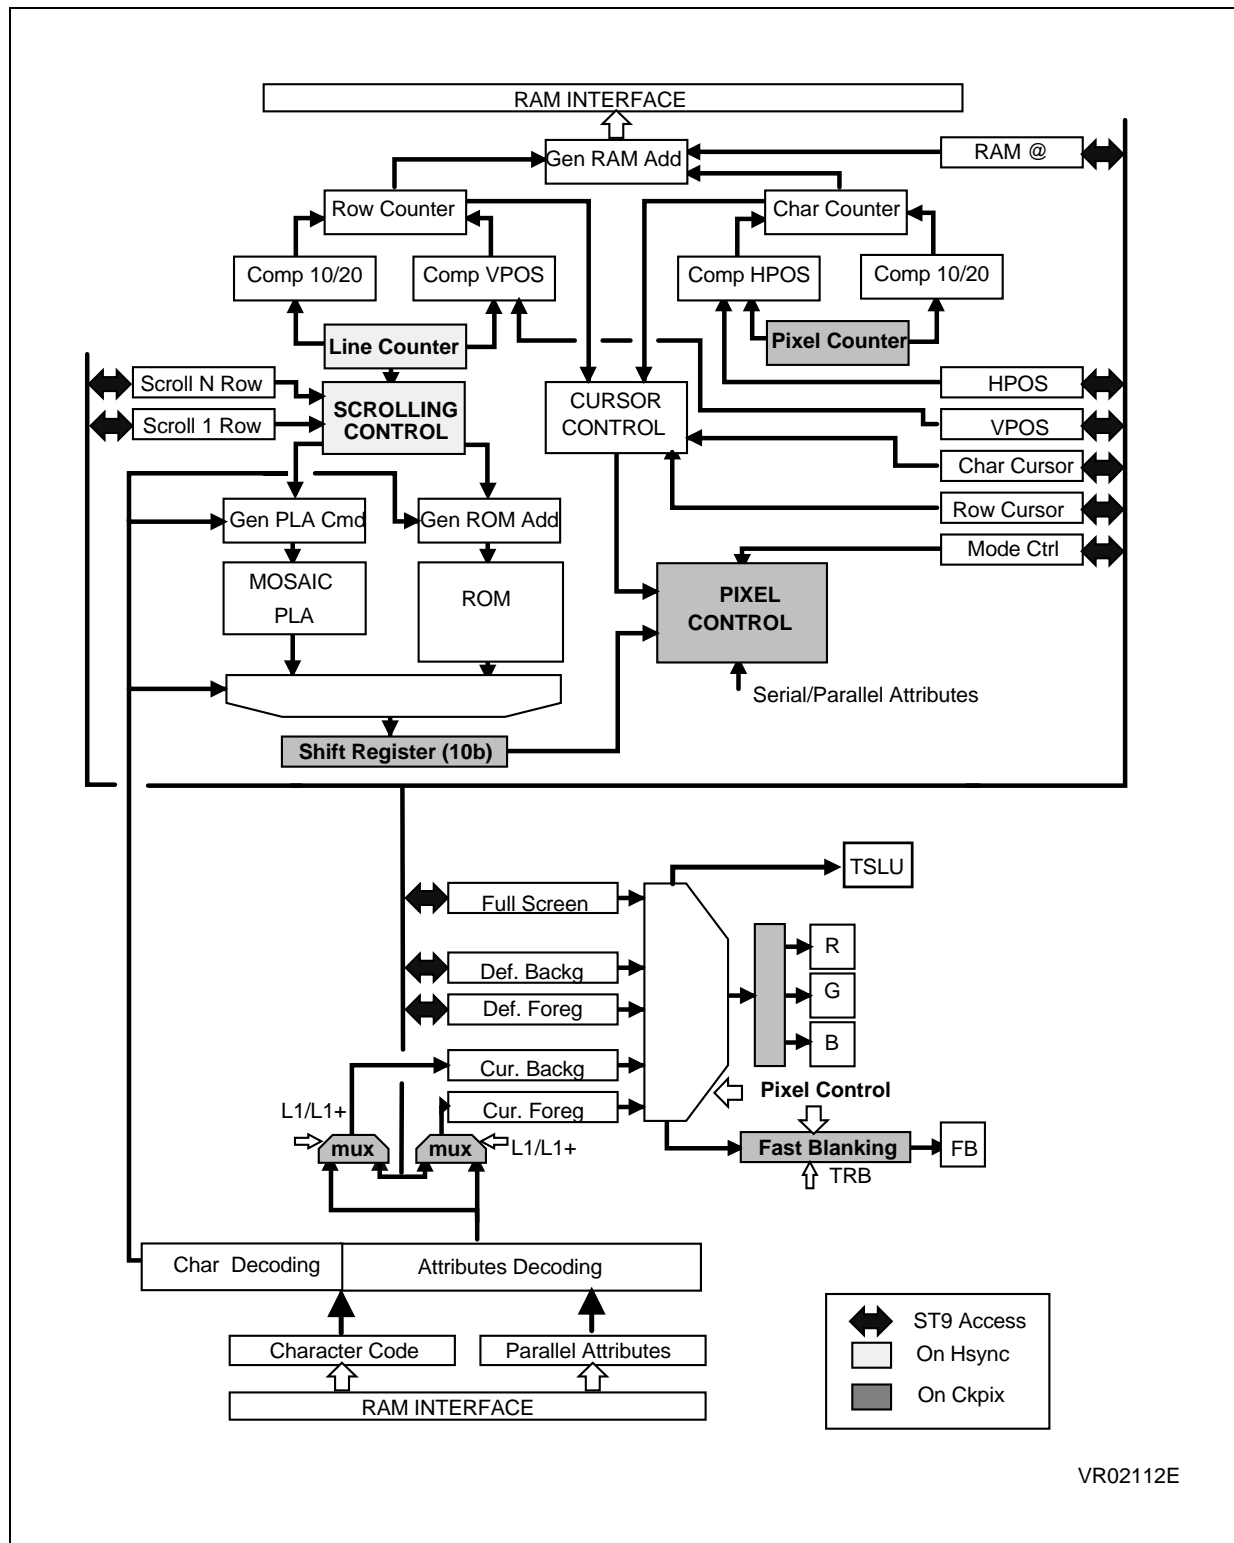 RAM INTERFACE
Gen RAM Add
RAM @
Row Counter
Char Counter
Comp 10/20
Comp VPOS
Comp HPOS
Comp 10/20
Line Counter
Pixel Counter
Scroll N Row
HPOS
SCROLLING
CONTROL
CURSOR
CONTROL
Scroll 1 Row
VPOS
Char Cursor
Row Cursor
Gen PLA Cmd
Gen ROM Add
Mode Ctrl
MOSAIC
PLA
ROM
PIXEL
CONTROL
Serial/Parallel Attributes
Shift Register (10b)
TSLU
Full Screen
R
Def. Backg
G
Def. Foreg
B
Cur. Backg
Pixel Control
L1/L1+
Cur. Foreg
mux
mux
L1/L1+
Fast Blanking
FB
TRB
Char Decoding
Attributes Decoding
ST9 Access
Character Code
Parallel Attributes
On Hsync
On Ckpix
RAM INTERFACE
VR02112E